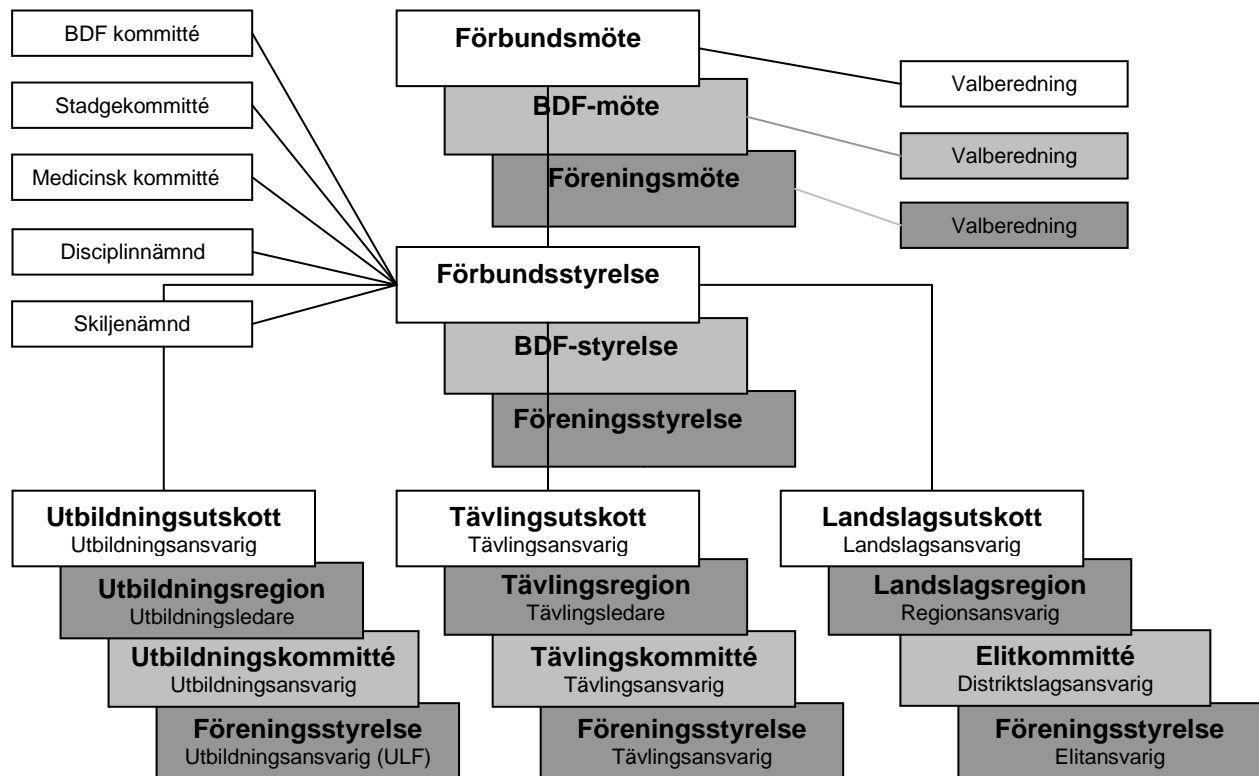 BDF kommitté
Stadgekommitté
Medicinsk kommitté
Disciplinnämnd
Skiljenämnd
Förbundsmöte
BDF-möte
Föreningsmöte
Valberedning
Valberedning
Valberedning
Förbundsstyrelse
BDF-styrelse
Föreningsstyrelse
Utbildningsutskott
Utbildningsansvarig
Utbildningsregion
Utbildningsledare
Utbildningskommitté
Utbildningsansvarig
Föreningsstyrelse
Utbildningsansvarig (ULF)
Tävlingsutskott
Tävlingsansvarig
Tävlingsregion
Tävlingsledare
Tävlingskommitté
Tävlingsansvarig
Föreningsstyrelse
Tävlingsansvarig
Landslagsutskott
Landslagsansvarig
Landslagsregion
Regionsansvarig
Elitkommitté
Distriktslagsansvarig
Föreningsstyrelse
Elitansvarig